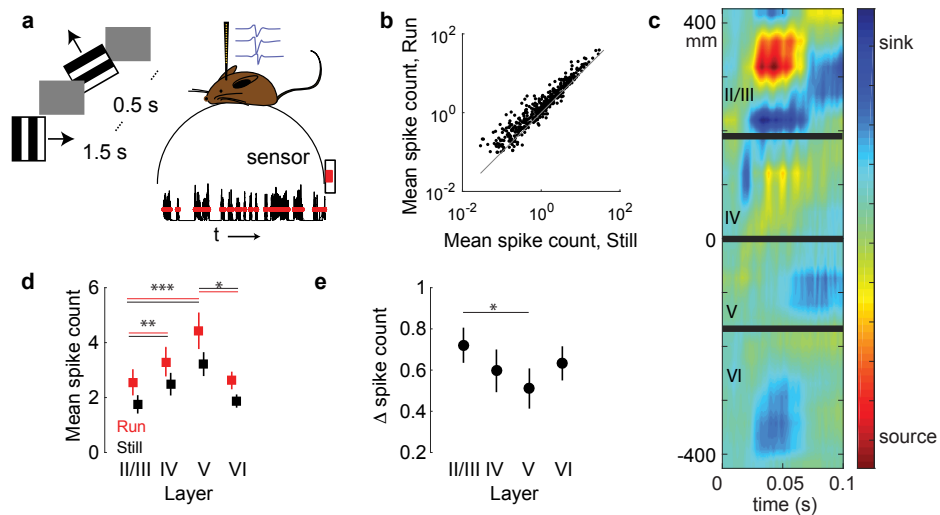 a
0.5 s
1.5 s
sensor
t
b
Mean spike count, Run
10^2
10^0
10^-2
10^-2
10^0
10^2
Mean spike count, Still
c
400
mm
II/III
IV
0
V
VI
-400
0
0.05
0.1
time (s)
sink
source
d
Mean spike count
6
4
2
0
***
*
**
Run
Still
II/III IV V VI
Layer
e
Δ spike count
1
0.8
0.6
0.4
0.2
*
II/III IV V VI
Layer